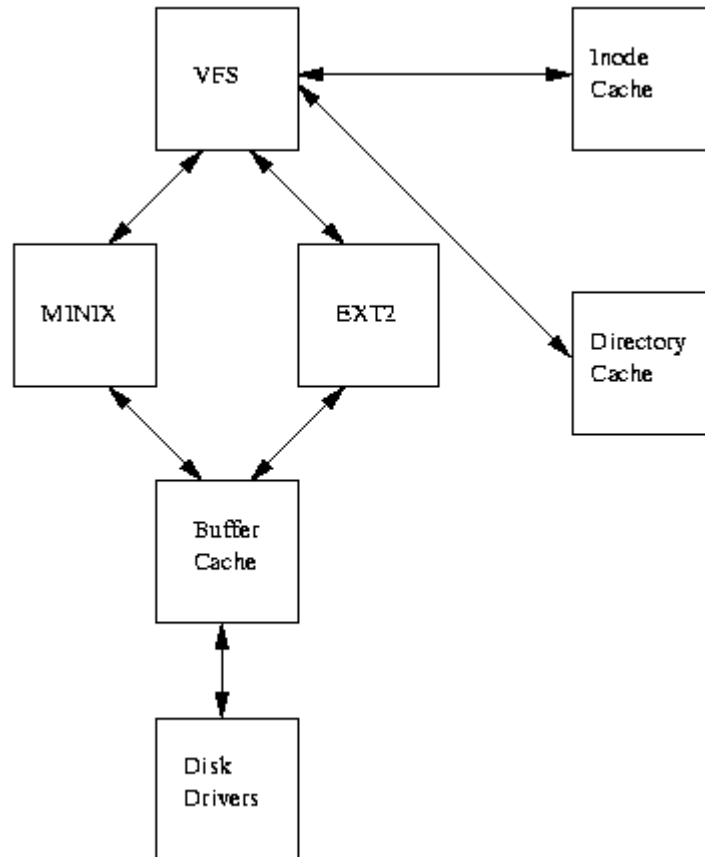 VFS
Inode
Cache
MINIX
EXT2
Directory
Cache
Buffer
Cache
Disk
Drivers